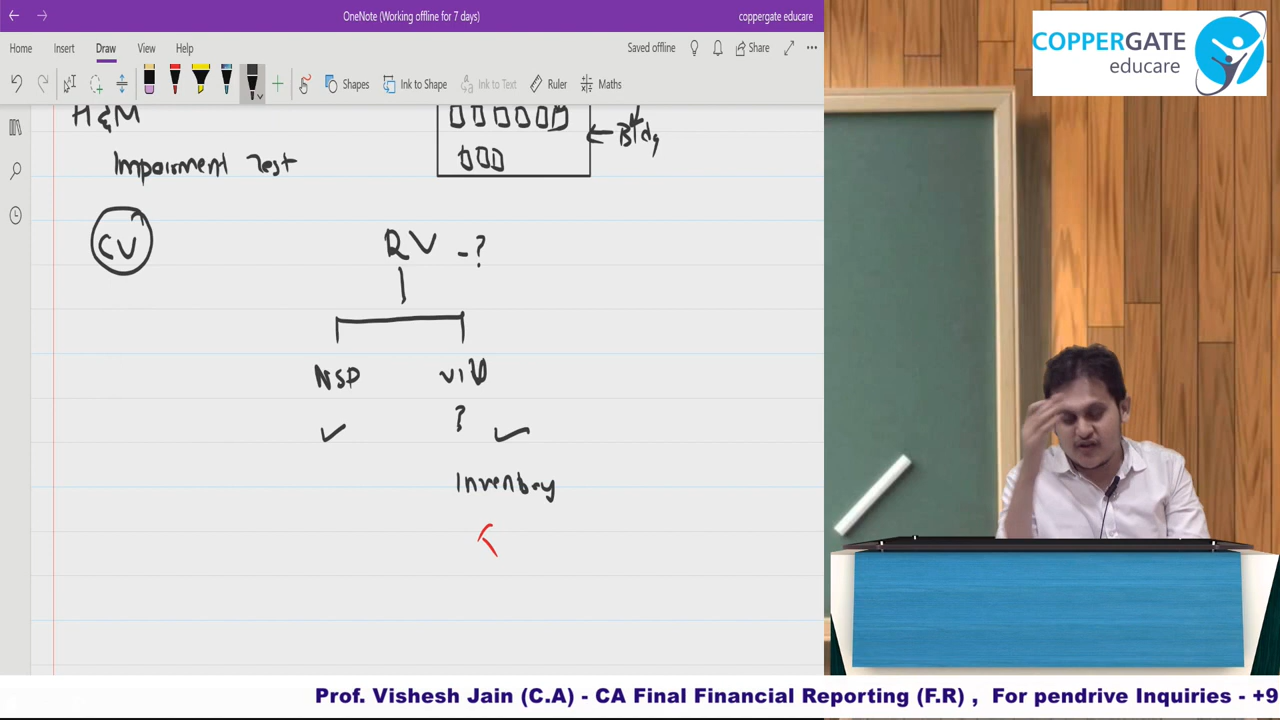 OneNote (Working offline for 7 days)
coppergate educare
Home Insert Draw View Help
Saved offline Share
Shapes Ink to Shape Ink to Text Ruler Maths
H&M
Bldg
Impairment Test
CV
RV -?
NSP VIU
?
Inventory
COPPERGATE
educare
Prof. Vishesh Jain (C.A) - CA Final Financial Reporting (F.R) , For pendrive Inquiries - +9